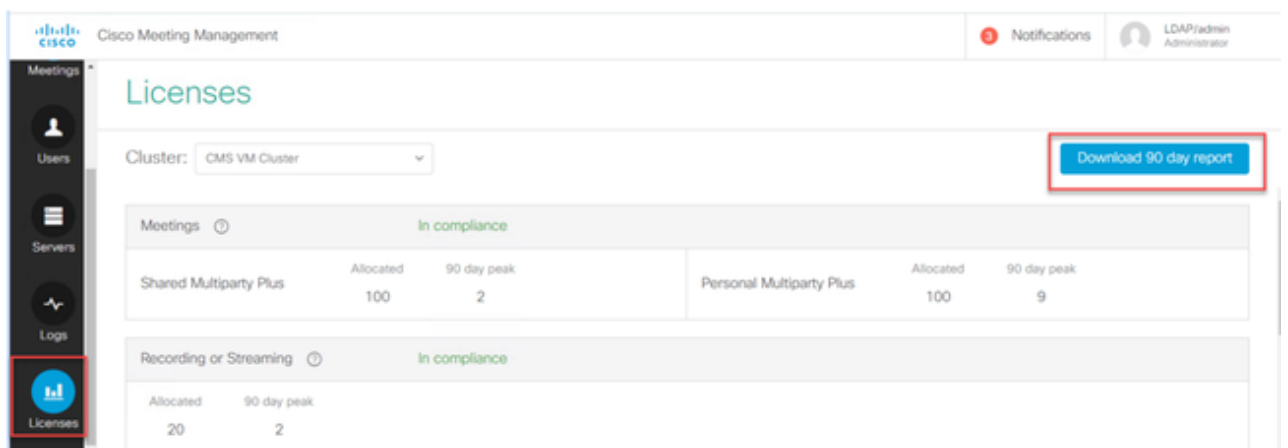 CISCO
Cisco Meeting Management
3 Notifications
LDAP/admin
Administrator
Meetings
Users
Servers
Logs
Licenses
Licenses
Cluster: CMS VM Cluster
Download 90 day report
Meetings ? In compliance
Shared Multiparty Plus
Allocated 90 day peak
100 2
Personal Multiparty Plus
Allocated 90 day peak
100 9
Recording or Streaming ? In compliance
Allocated 90 day peak
20 2